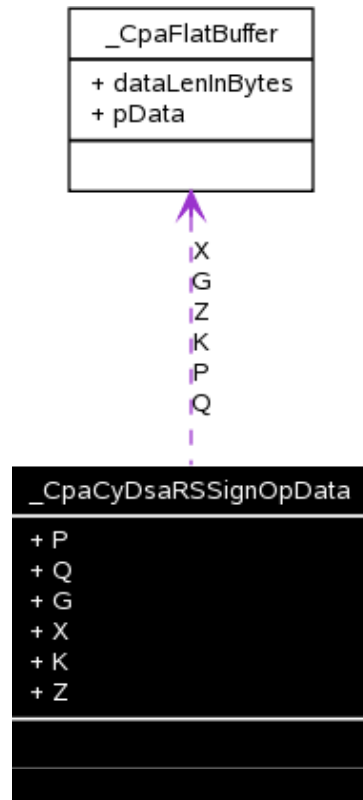 _CpaFlatBuffer
+ dataLenInBytes
+ pData
X
G
Z
K
P
Q
_CpaCyDsaRSSignOpData
+ P
+ Q
+ G
+ X
+ K
+ Z